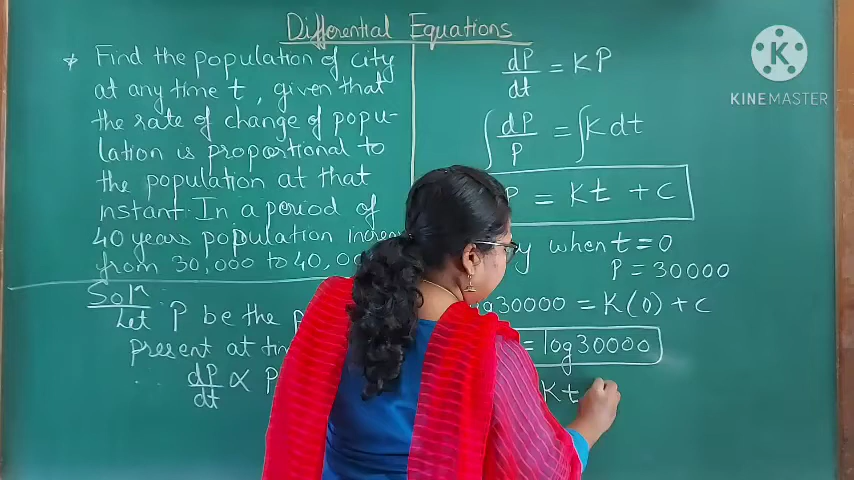 Differential Equations
* Find the population of city
at any time t, given that
the rate of change of popu-
lation is proportional to
the population at that
instant. In a period of
40 years population
from 30,000 to 40,
Solⁿ
Let P be the
present at
∴ dP/dt ∝ P
dP/dt = KP
∫ dP/P = ∫ K dt
P = Kt + C
when t = 0
P = 30000
30000 = K(0) + C
= log 30000
Kt
K
KINEMASTER